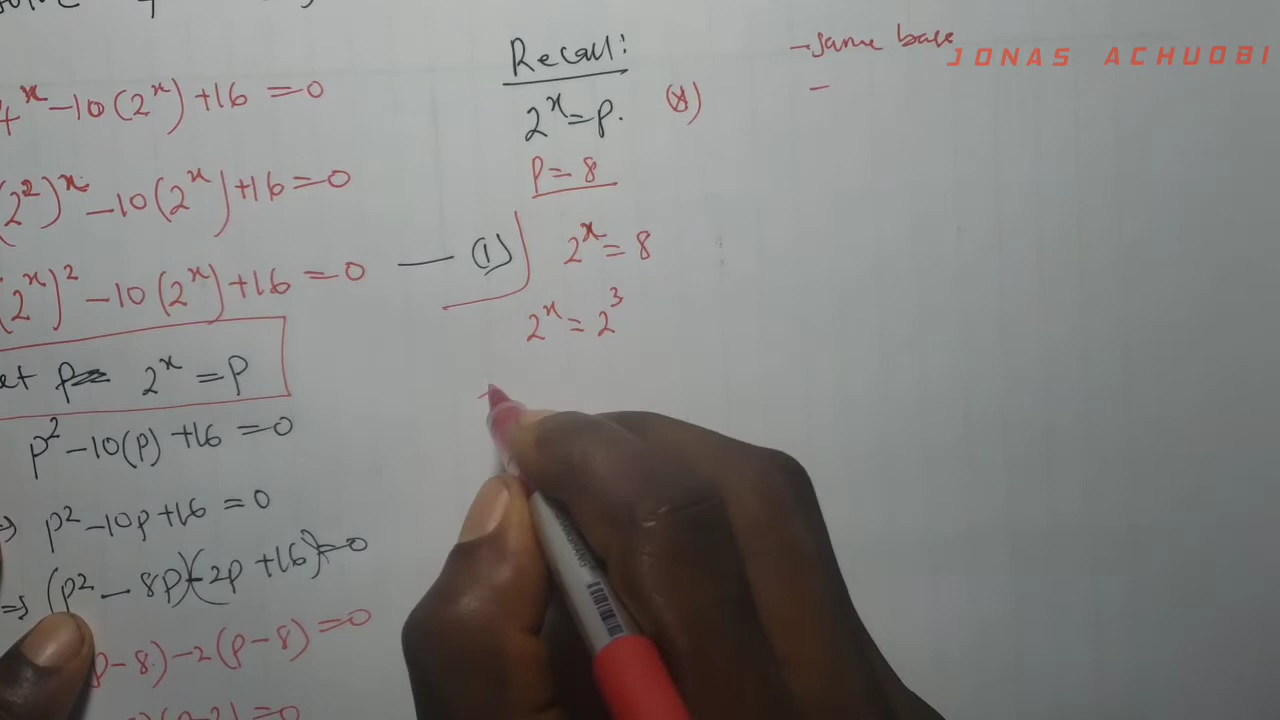 4^x -10(2^x)+16=0
(2^2)^x -10(2^x)+16=0
(2^x)^2 -10(2^x)+16=0 — (1)
et 2^x =P
p^2-10(p)+16=0
=> p^2-10p+16=0
=> (p^2-8p)(-2p+16)=0
p-8)-2(p-8)=0
)=0
Recall:
2^x=p. (*)
P=8
2^x=8
2^x=2^3
-same base
-
JONAS ACHUOBI